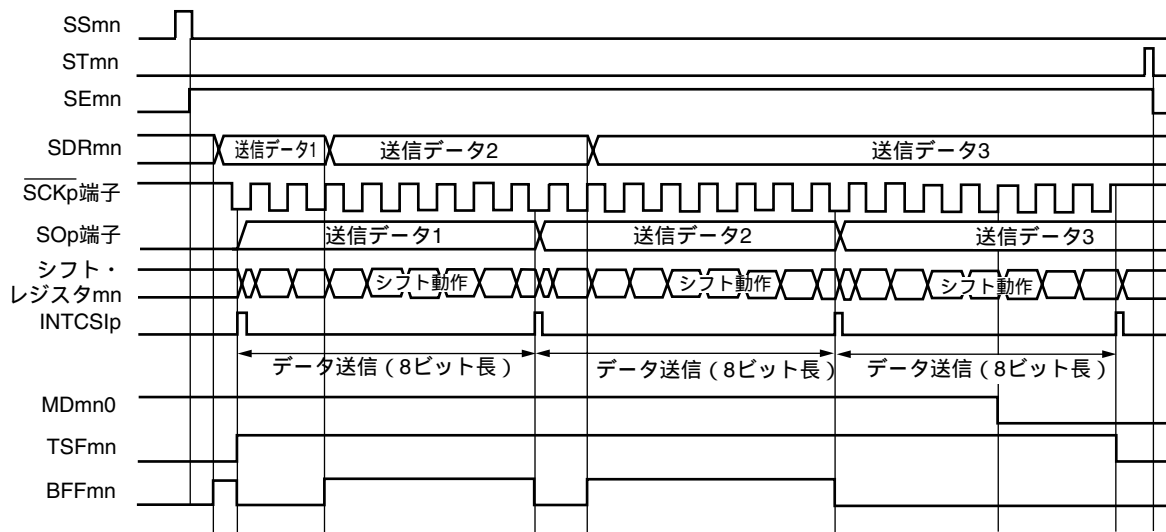 SSmn
STmn
SEmn
SDRmn 送信データ1 送信データ2 送信データ3
SCKp端子
SOp端子 送信データ1 送信データ2 送信データ3
シフト・
レジスタmn シフト動作 シフト動作 シフト動作
INTCSIp
データ送信(8ビット長) データ送信(8ビット長) データ送信(8ビット長)
MDmn0
TSFmn
BFFmn